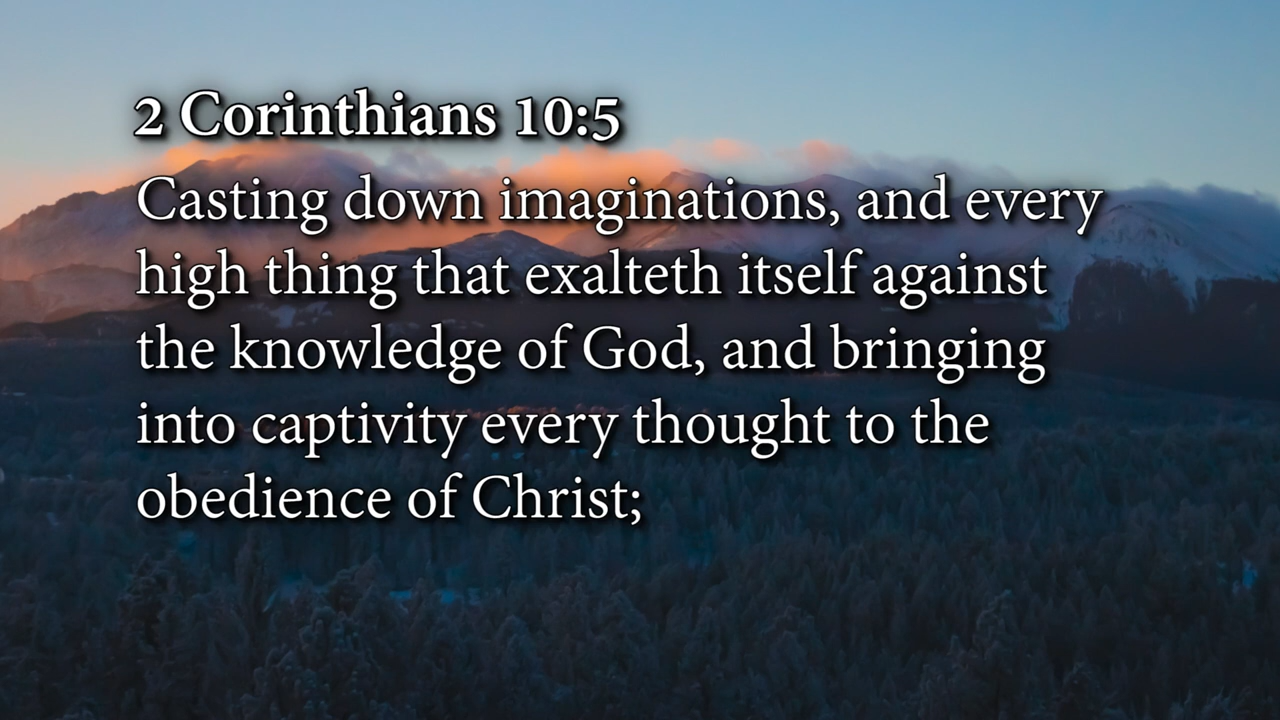 2 Corinthians 10:5
Casting down imaginations, and every
high thing that exalteth itself against
the knowledge of God, and bringing
into captivity every thought to the
obedience of Christ;